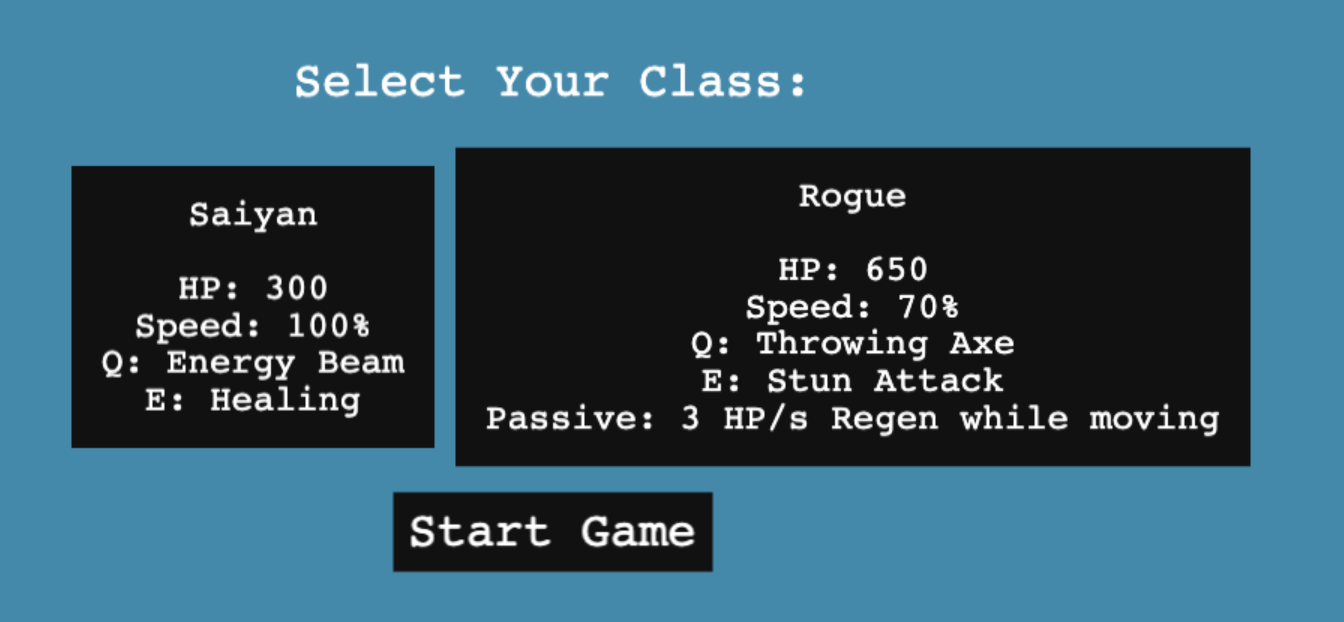 Select Your Class:
Saiyan
HP: 300
Speed: 100%
Q: Energy Beam
E: Healing
Rogue
HP: 650
Speed: 70%
Q: Throwing Axe
E: Stun Attack
Passive: 3 HP/s Regen while moving
Start Game